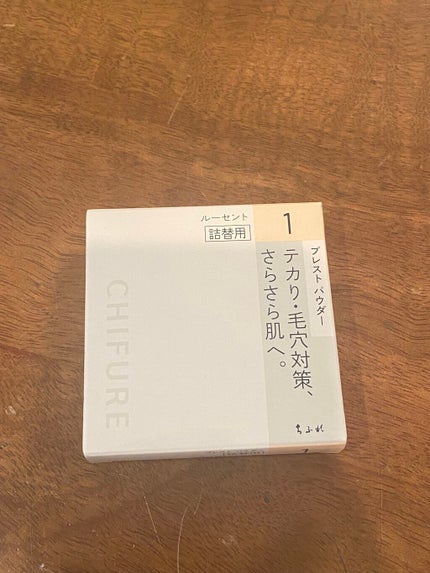 ルーセント
詰替用
1
プレスト パウダー
テカリ・毛穴対策、
さらさら肌へ。
CHIFURE
ちふれ